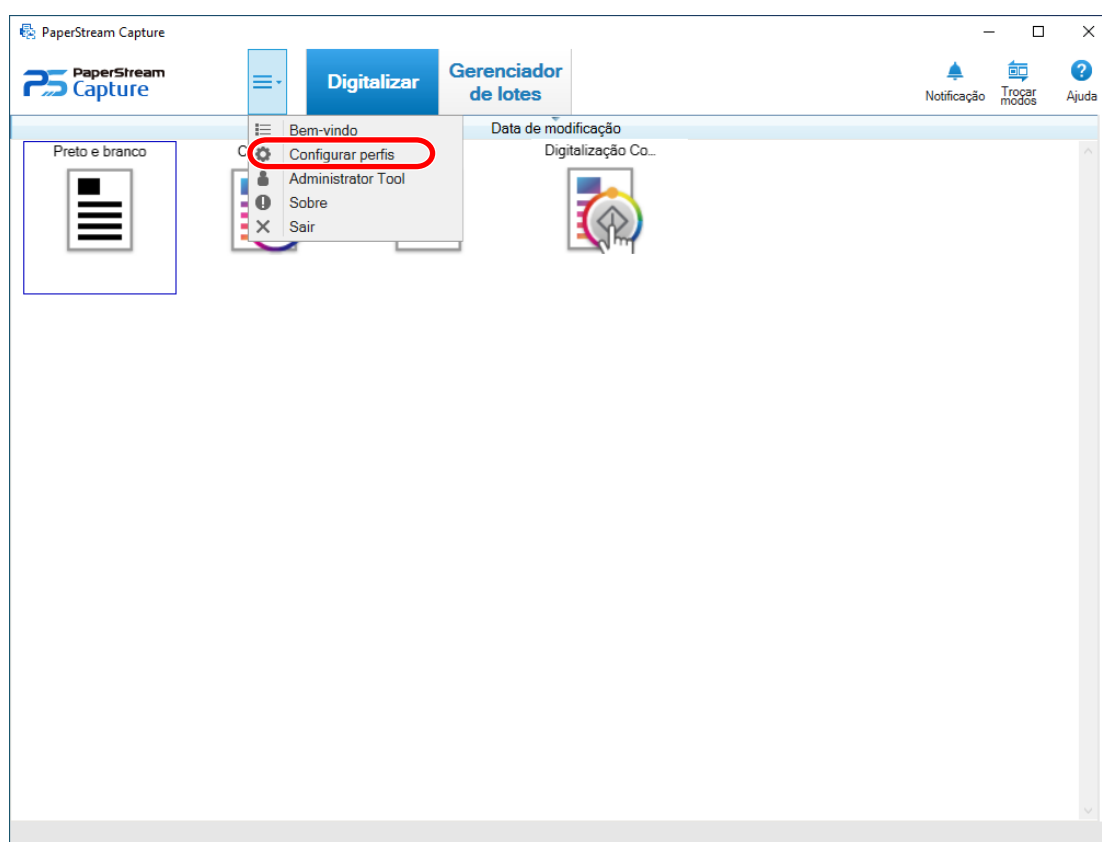 PaperStream Capture
PaperStream
Capture
Digitalizar
Gerenciador
de lotes
Notificação
Trocar
modos
Ajuda
Data de modificação
Bem-vindo
Configurar perfis
Administrator Tool
Sobre
Sair
Preto e branco
C
Digitalização Co...